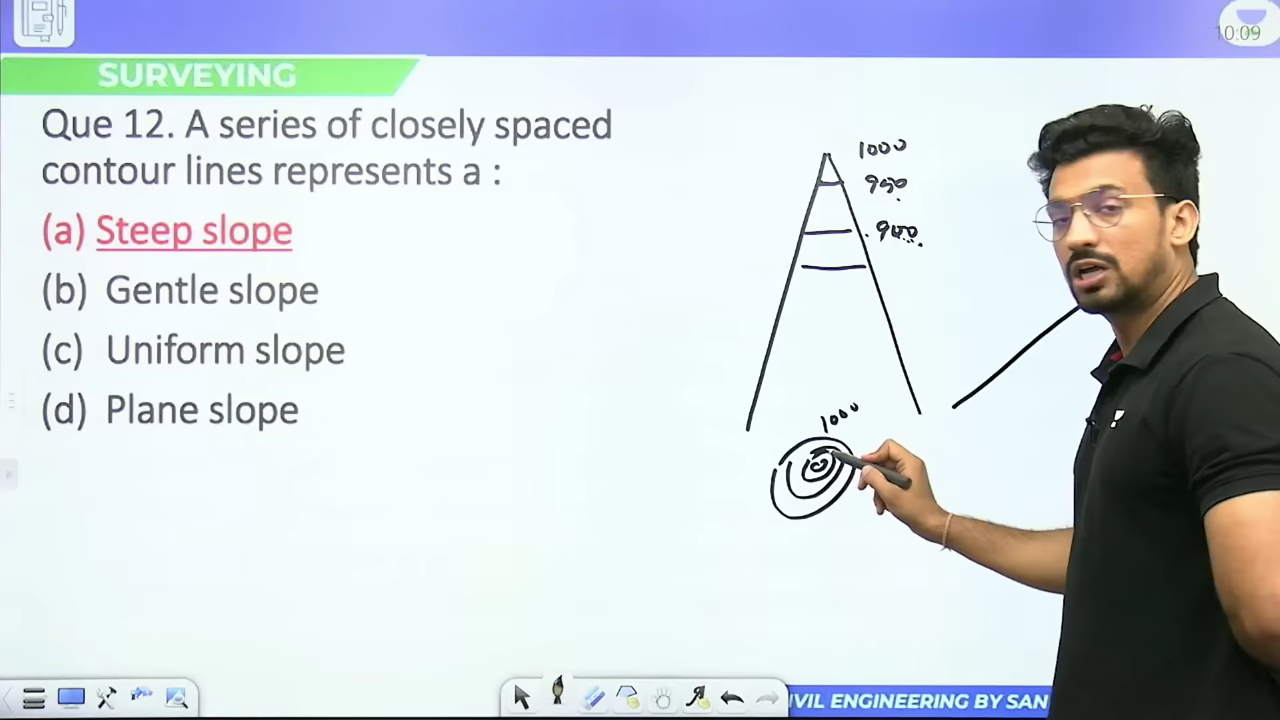 10:09
SURVEYING
Que 12. A series of closely spaced
contour lines represents a :
(a) Steep slope
(b) Gentle slope
(c) Uniform slope
(d) Plane slope
1000
950
900
1000
IVIL ENGINEERING BY SAN